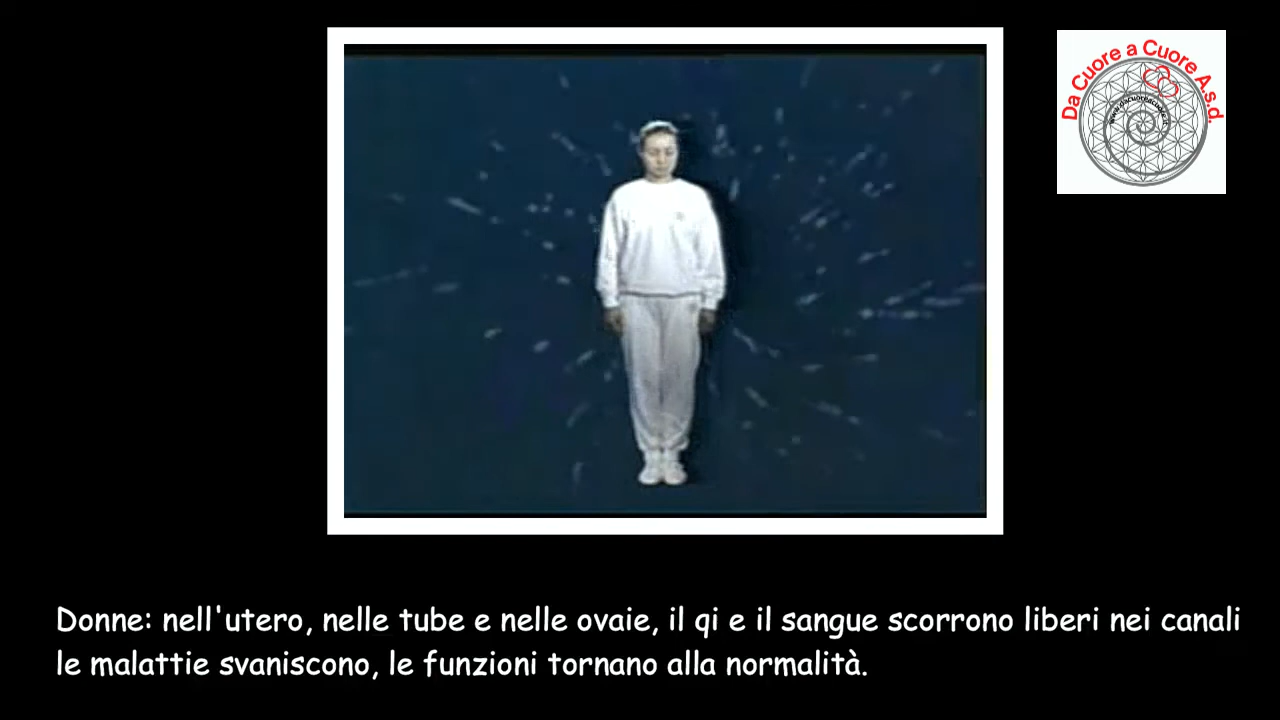 Da Cuore a Cuore A.s.d.
Donne: nell'utero, nelle tube e nelle ovaie, il qi e il sangue scorrono liberi nei canali
le malattie svaniscono, le funzioni tornano alla normalità.